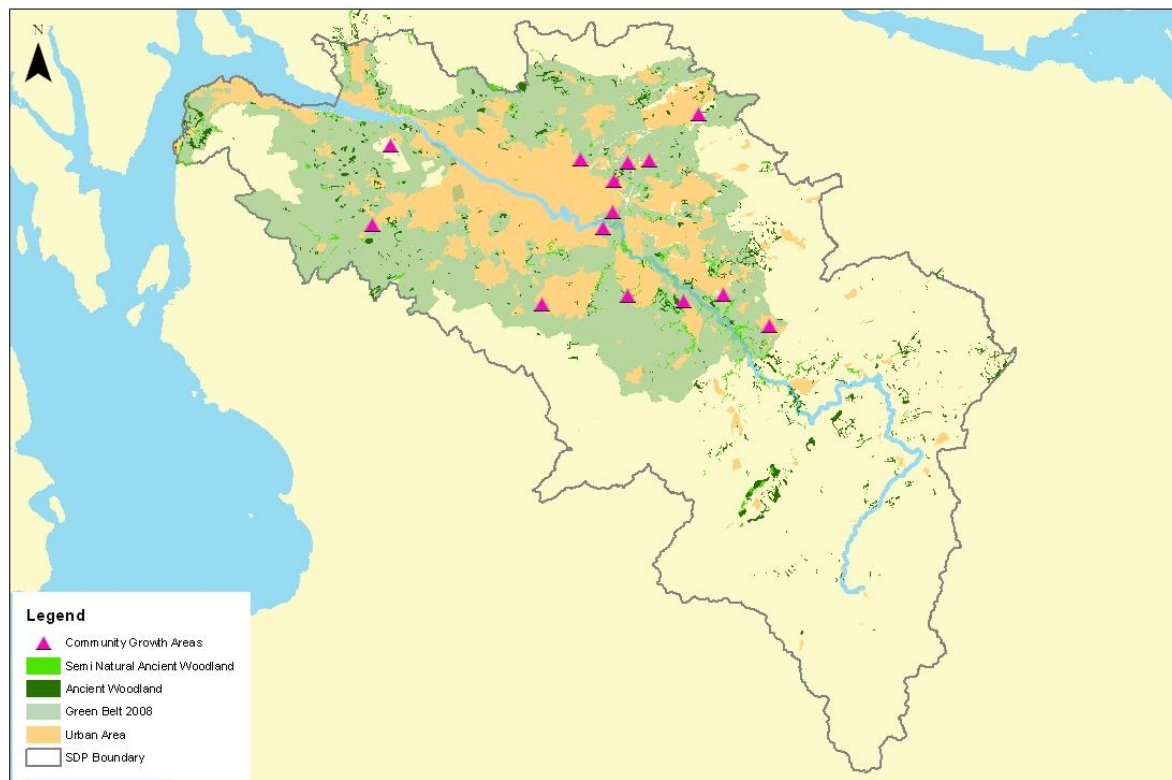 N
Legend
Community Growth Areas
Semi Natural Ancient Woodland
Ancient Woodland
Green Belt 2008
Urban Area
SDP Boundary